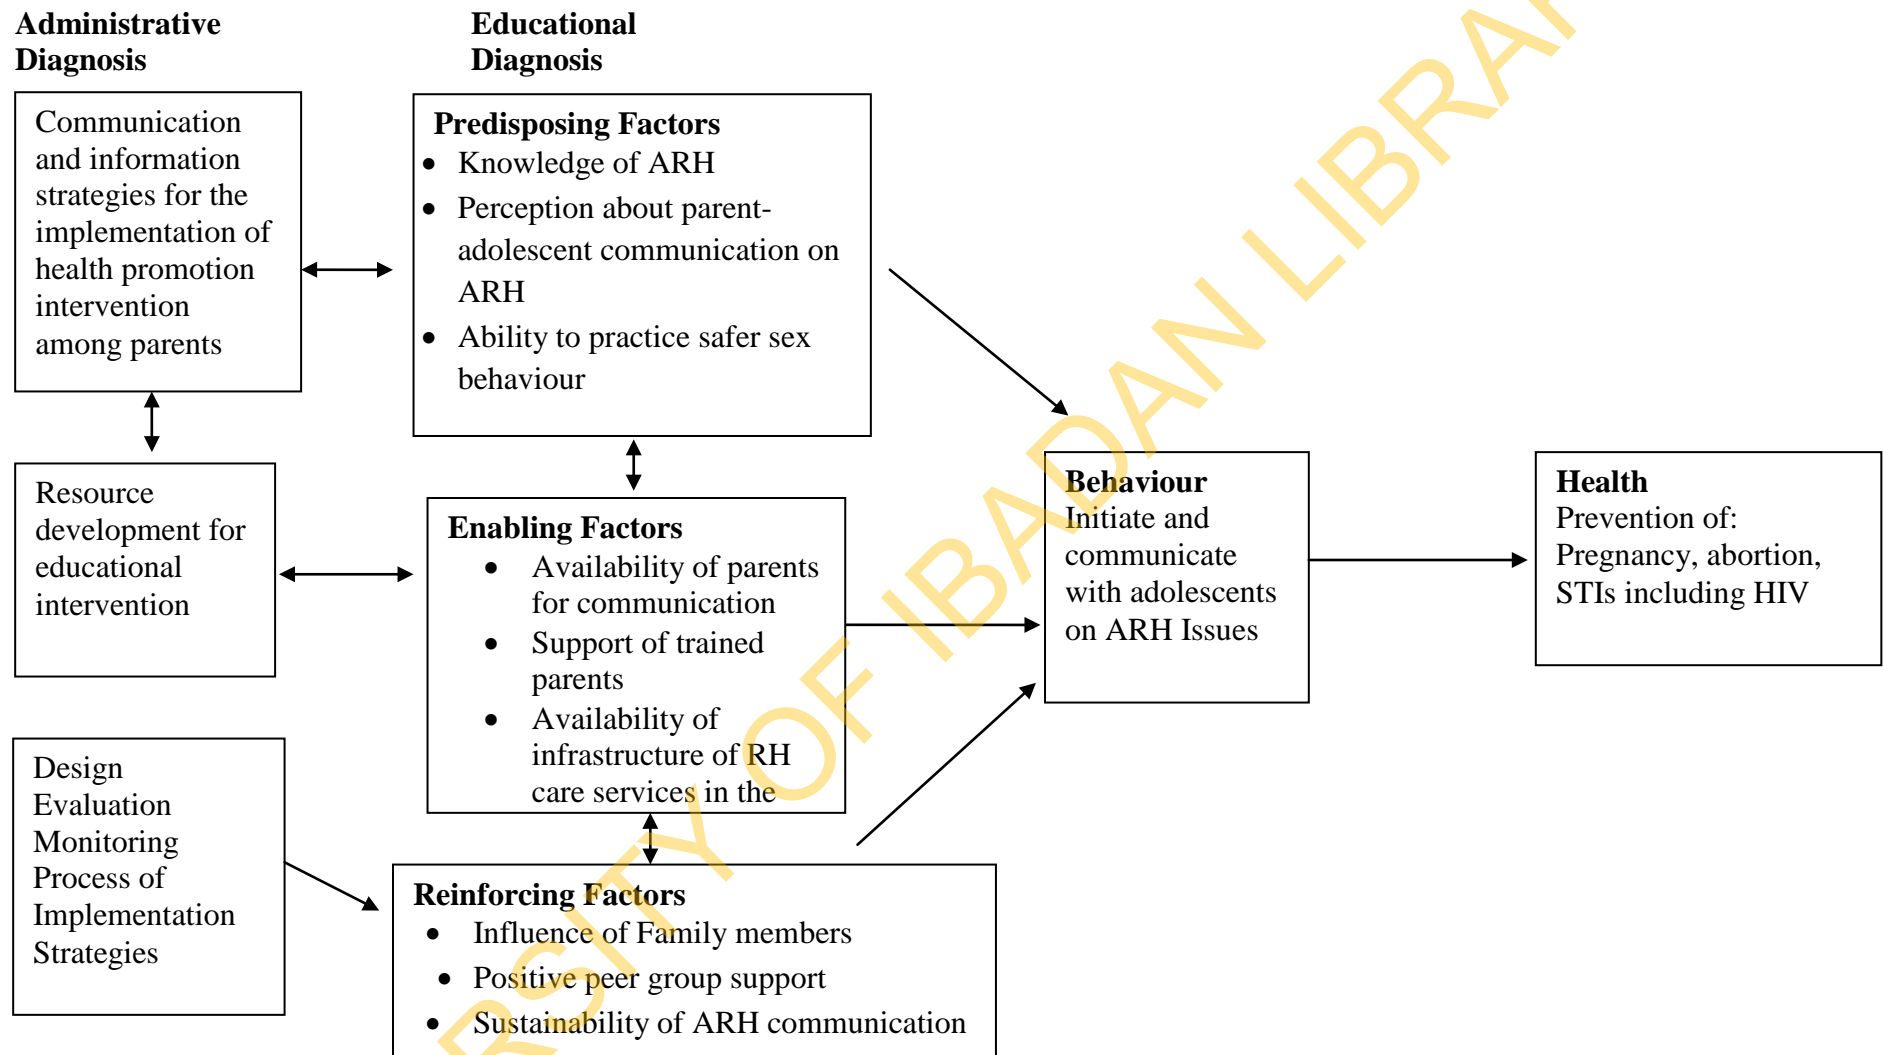 Administrative
Diagnosis
Educational
Diagnosis
Communication
and information
strategies for the
implementation of
health promotion
intervention
among parents
Predisposing Factors
• Knowledge of ARH
• Perception about parent-
adolescent communication on
ARH
• Ability to practice safer sex
behaviour
Resource
development for
educational
intervention
Enabling Factors
• Availability of parents
for communication
• Support of trained
parents
• Availability of
infrastructure of RH
care services in the
Behaviour
Initiate and
communicate
with adolescents
on ARH Issues
Health
Prevention of:
Pregnancy, abortion,
STIs including HIV
Design
Evaluation
Monitoring
Process of
Implementation
Strategies
Reinforcing Factors
• Influence of Family members
• Positive peer group support
• Sustainability of ARH communication
RSITY OF IBADAN LIBRAR